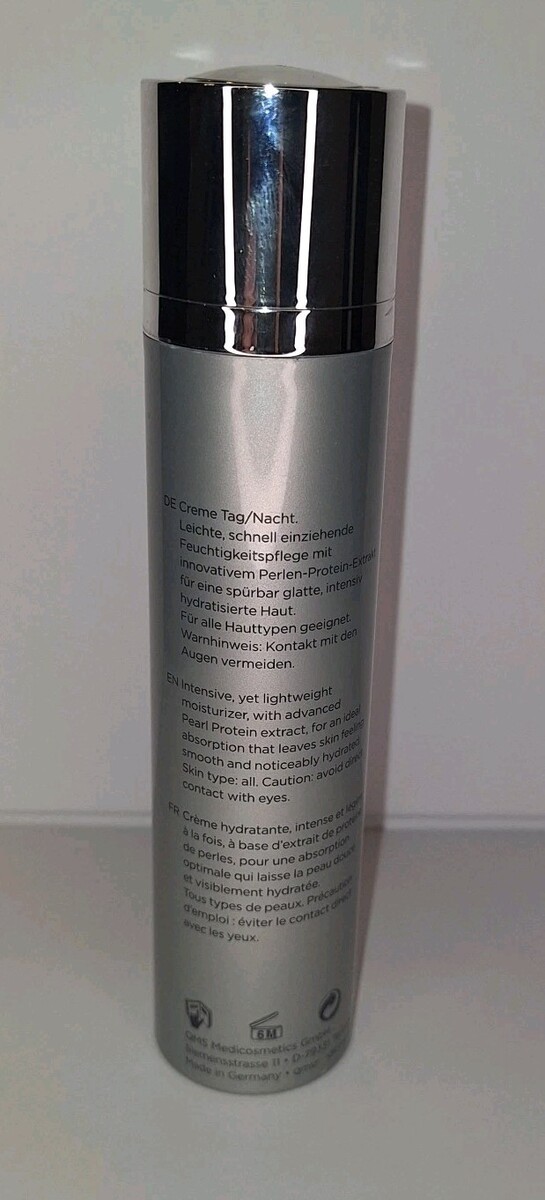 DE Creme Tag/Nacht.
Leichte, schnell einziehende
Feuchtigkeitspflege mit
innovativem Perlen-Protein-Extrakt
für eine spürbar glatte, intensiv
hydratisierte Haut.
Für alle Hauttypen geeignet.
Warnhinweis: Kontakt mit den
Augen vermeiden.
EN Intensive, yet lightweight
moisturizer, with advanced
Pearl Protein extract, for an ideal
absorption that leaves skin feeling
smooth and noticeably hydrated.
Skin type: all. Caution: avoid direct
contact with eyes.
FR Crème hydratante, intense et légère
à la fois, à base d'extrait de protéine
de perles, pour une absorption
optimale qui laisse la peau douce
et visiblement hydratée.
Tous types de peaux. Précaution
d'emploi : éviter le contact direct
avec les yeux.
6M
QMS Medicosmetics GmbH
Siemensstrasse 11 •
Made in Germany •